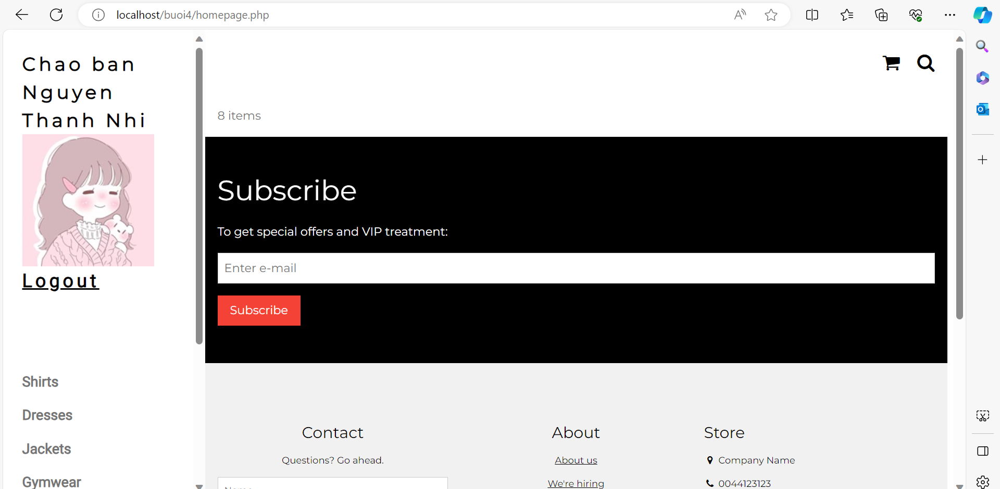 localhost/buoi4/homepage.php
Chao ban
Nguyen
Thanh Nhi
Logout
Shirts
Dresses
Jackets
Gymwear
8 items
Subscribe
To get special offers and VIP treatment:
Enter e-mail
Subscribe
Contact
Questions? Go ahead.
About
About us
We're hiring
Store
Company Name
0044123123